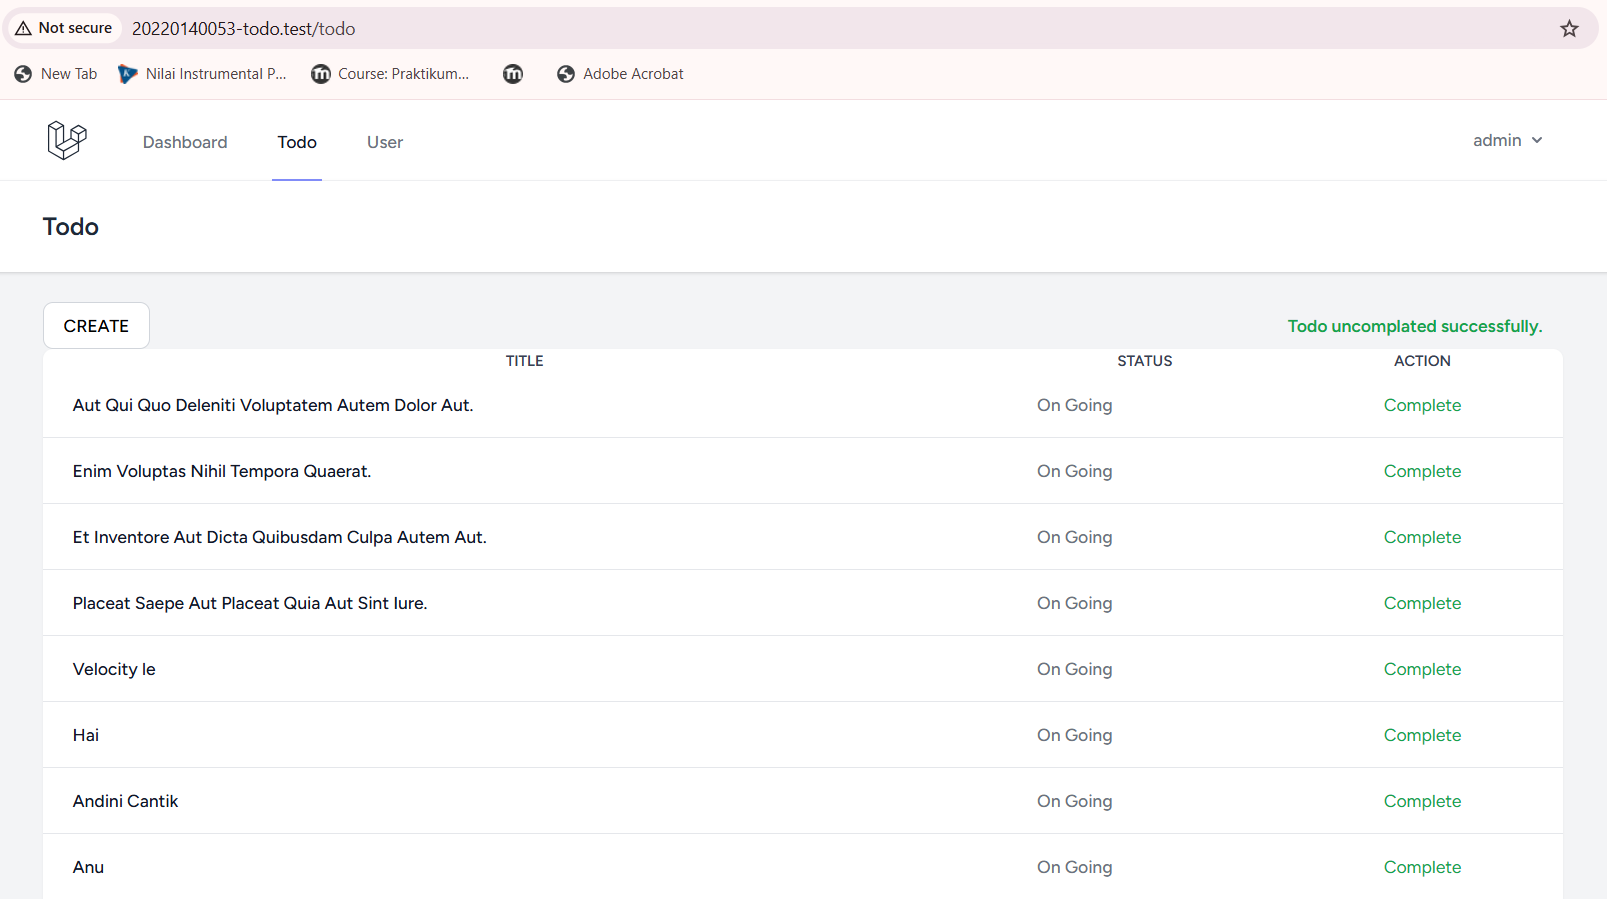 Not secure 20220140053-todo.test/todo
New Tab Nilai Instrumental P... Course: Praktikum... Adobe Acrobat
Dashboard Todo User admin
Todo
CREATE Todo uncomplated successfully.
TITLE STATUS ACTION
Aut Qui Quo Deleniti Voluptatem Autem Dolor Aut. On Going Complete
Enim Voluptas Nihil Tempora Quaerat. On Going Complete
Et Inventore Aut Dicta Quibusdam Culpa Autem Aut. On Going Complete
Placeat Saepe Aut Placeat Quia Aut Sint Iure. On Going Complete
Velocity le On Going Complete
Hai On Going Complete
Andini Cantik On Going Complete
Anu On Going Complete